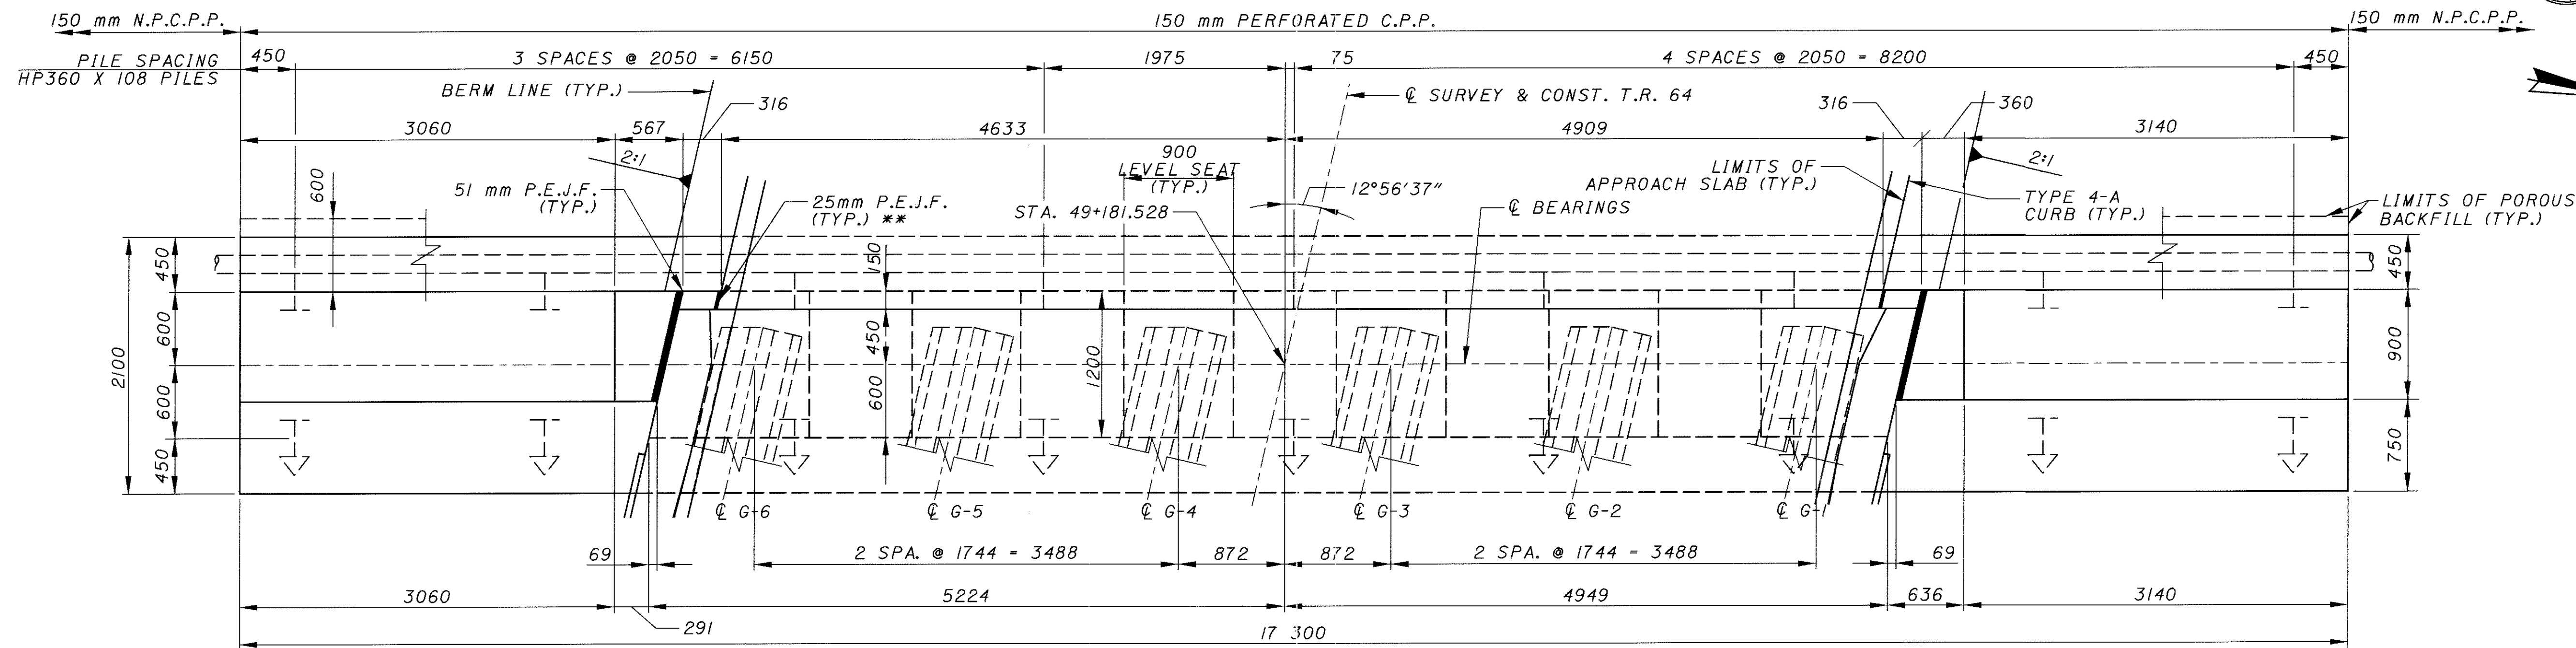 150 mm N.P.C.P.P.
150 mm PERFORATED C.P.P.
150 mm N.P.C.P.P.
PILE SPACING
HP360 X 108 PILES
450
3 SPACES @ 2050 = 6150
1975
75
4 SPACES @ 2050 = 8200
450
BERM LINE (TYP.)
316
℄ SURVEY & CONST. T.R. 64
316
360
3060
567
4633
4909
3140
2:1
900
LEVEL SEAT
(TYP.)
LIMITS OF
APPROACH SLAB (TYP.)
2:1
600
51 mm P.E.J.F.
(TYP.)
25mm P.E.J.F.
(TYP.) **
STA. 49+181.528
12°56'37"
℄ BEARINGS
TYPE 4-A
CURB (TYP.)
LIMITS OF POROUS
BACKFILL (TYP.)
2100
450
600
600
450
150
450
600
1200
450
900
750
℄ G-6
℄ G-5
℄ G-4
℄ G-3
℄ G-2
℄ G-1
69
2 SPA. @ 1744 = 3488
872
872
2 SPA. @ 1744 = 3488
69
3060
5224
4949
636
3140
291
17 300